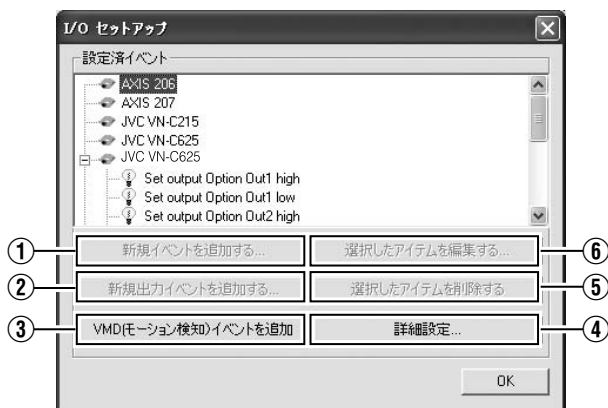 I/O セットアップ
設定済イベント
AXIS 206
AXIS 207
JVC VN-C215
JVC VN-C625
JVC VN-C625
Set output Option Out1 high
Set output Option Out1 low
Set output Option Out2 high
① 新規イベントを追加する... 選択したアイテムを編集する... ⑥
② 新規出力イベントを追加する... 選択したアイテムを削除する ⑤
③ VMD(モーション検知)イベントを追加 詳細設定... ④
OK